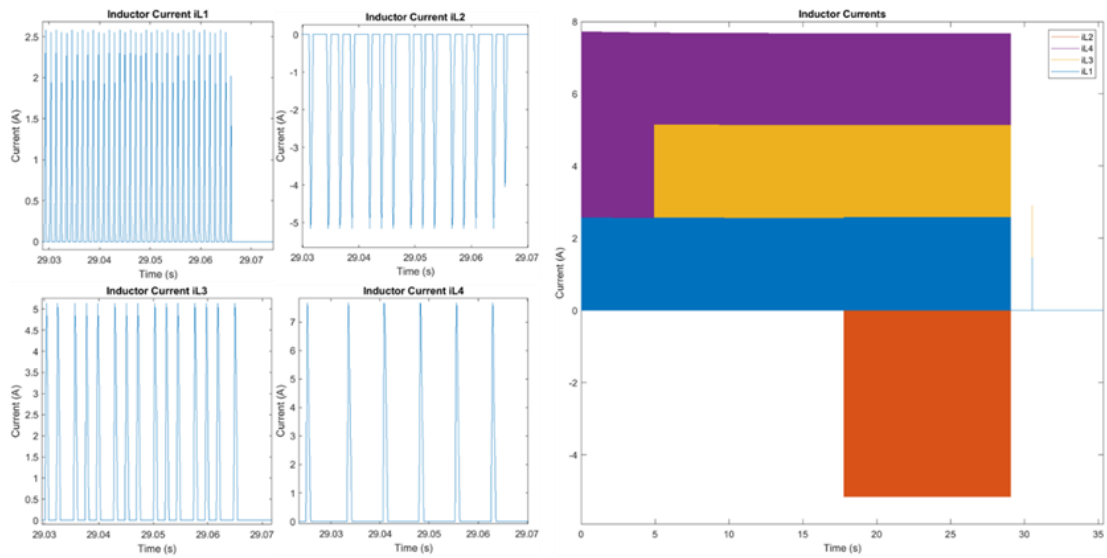 Inductor Current iL1
Current (A)
2.5
2
1.5
1
0.5
0
29.03 29.04 29.05 29.06 29.07
Time (s)
Inductor Current iL2
Current (A)
0
-1
-2
-3
-4
-5
29.03 29.04 29.05 29.06 29.07
Time (s)
Inductor Current iL3
Current (A)
5
4.5
4
3.5
3
2.5
2
1.5
1
0.5
0
29.03 29.04 29.05 29.06 29.07
Time (s)
Inductor Current iL4
Current (A)
7
6
5
4
3
2
1
0
29.03 29.04 29.05 29.06 29.07
Time (s)
Inductor Currents
Current (A)
8
6
4
2
0
-2
-4
0 5 10 15 20 25 30 35
Time (s)
iL2
iL4
iL3
iL1